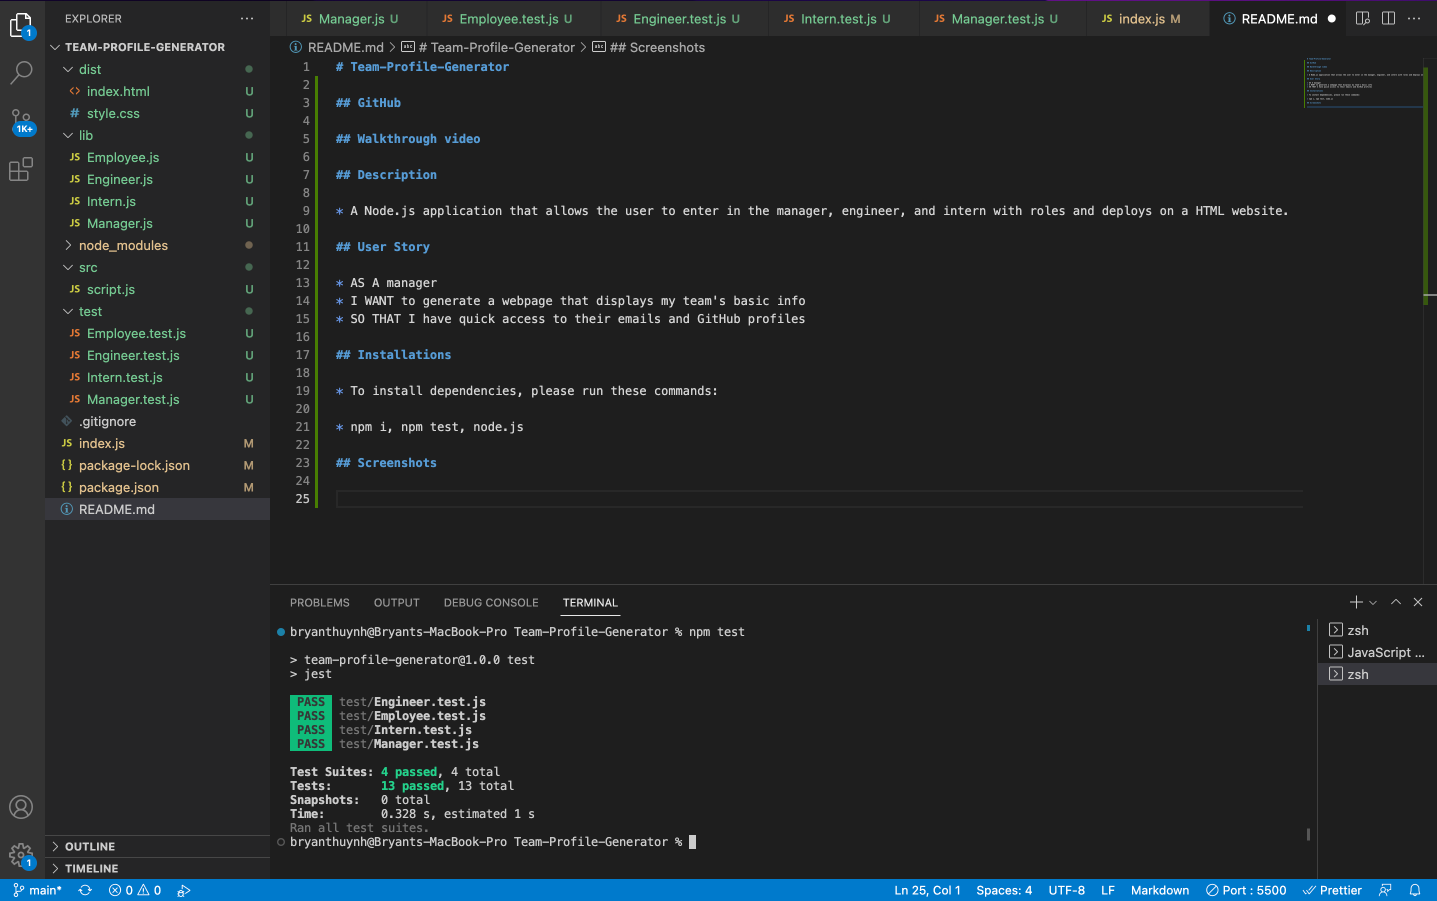 EXPLORER ...
Manager.js U
Employee.test.js U
Engineer.test.js U
Intern.test.js U
Manager.test.js U
index.js M
README.md
TEAM-PROFILE-GENERATOR
dist
index.html U
style.css U
lib
Employee.js U
Engineer.js U
Intern.js U
Manager.js U
node_modules
src
script.js U
test
Employee.test.js U
Engineer.test.js U
Intern.test.js U
Manager.test.js U
.gitignore
index.js M
package-lock.json M
package.json M
README.md
OUTLINE
TIMELINE
1
1K+
1
README.md > # Team-Profile-Generator > ## Screenshots
1 # Team-Profile-Generator
2
3 ## GitHub
4
5 ## Walkthrough video
6
7 ## Description
8
9 * A Node.js application that allows the user to enter in the manager, engineer, and intern with roles and deploys on a HTML website.
10
11 ## User Story
12
13 * AS A manager
14 * I WANT to generate a webpage that displays my team's basic info
15 * SO THAT I have quick access to their emails and GitHub profiles
16
17 ## Installations
18
19 * To install dependencies, please run these commands:
20
21 * npm i, npm test, node.js
22
23 ## Screenshots
24
25
PROBLEMS OUTPUT DEBUG CONSOLE TERMINAL
bryanthuynh@Bryants-MacBook-Pro Team-Profile-Generator % npm test
> team-profile-generator@1.0.0 test
> jest
PASS test/Engineer.test.js
PASS test/Employee.test.js
PASS test/Intern.test.js
PASS test/Manager.test.js
Test Suites: 4 passed, 4 total
Tests: 13 passed, 13 total
Snapshots: 0 total
Time: 0.328 s, estimated 1 s
Ran all test suites.
bryanthuynh@Bryants-MacBook-Pro Team-Profile-Generator %
zsh
JavaScript ...
zsh
main* 0 0 Ln 25, Col 1 Spaces: 4 UTF-8 LF Markdown Port : 5500 Prettier